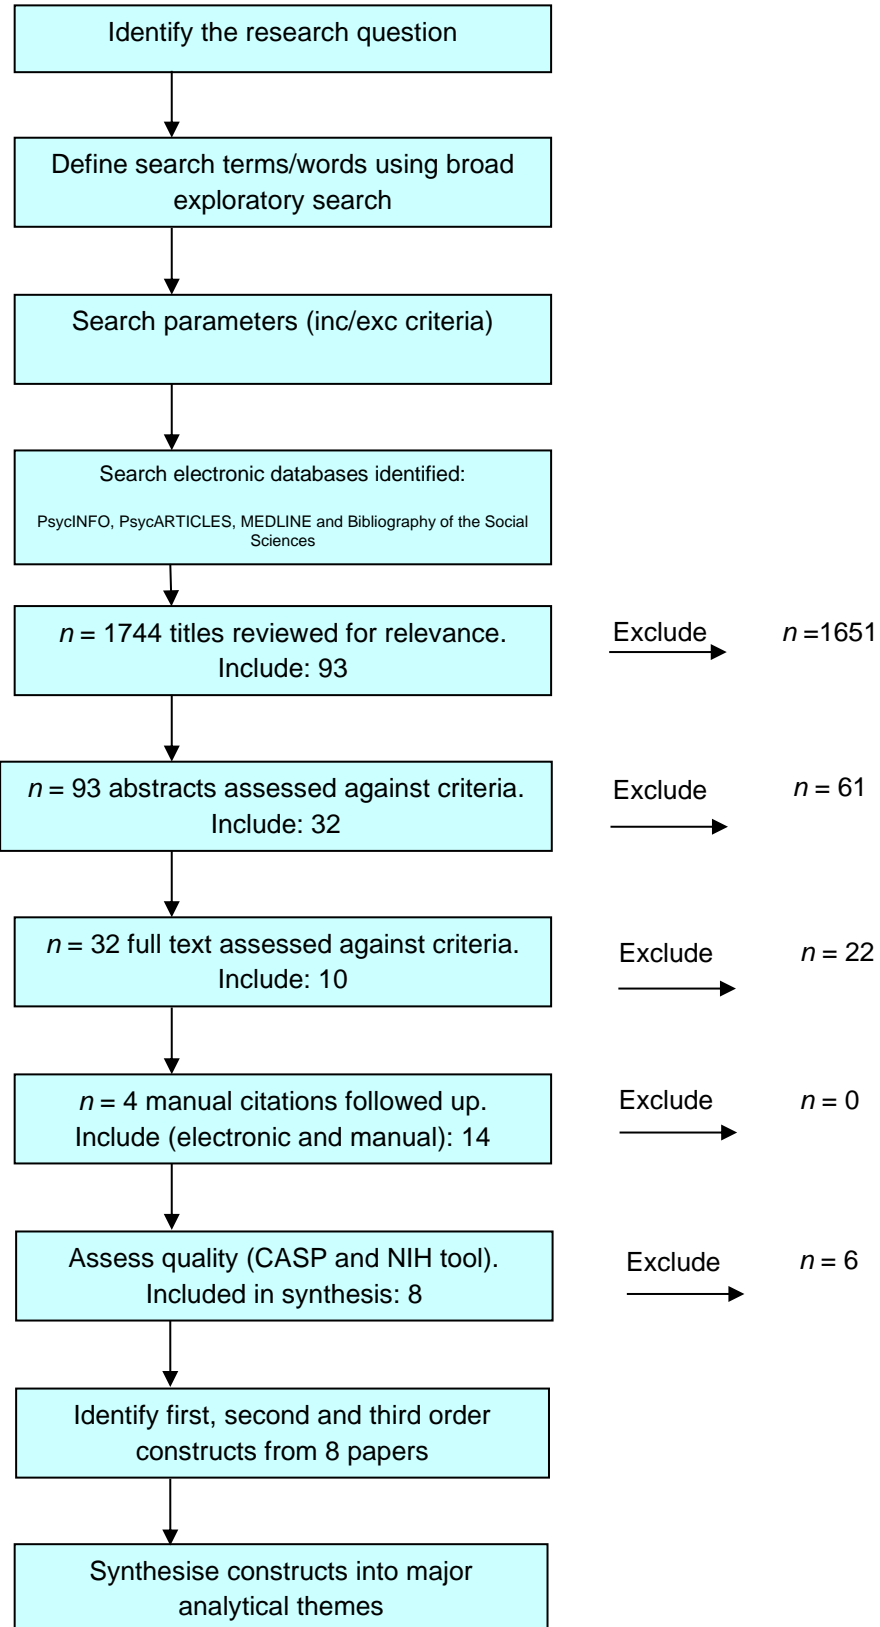 Identify the research question
Define search terms/words using broad
exploratory search
Search parameters (inc/exc criteria)
Search electronic databases identified:
PsycINFO, PsycARTICLES, MEDLINE and Bibliography of the Social
Sciences
n = 1744 titles reviewed for relevance.
Include: 93
Exclude
n =1651
n = 93 abstracts assessed against criteria.
Include: 32
Exclude
n = 61
n = 32 full text assessed against criteria.
Include: 10
Exclude
n = 22
n = 4 manual citations followed up.
Include (electronic and manual): 14
Exclude
n = 0
Assess quality (CASP and NIH tool).
Included in synthesis: 8
Exclude
n = 6
Identify first, second and third order
constructs from 8 papers
Synthesise constructs into major
analytical themes